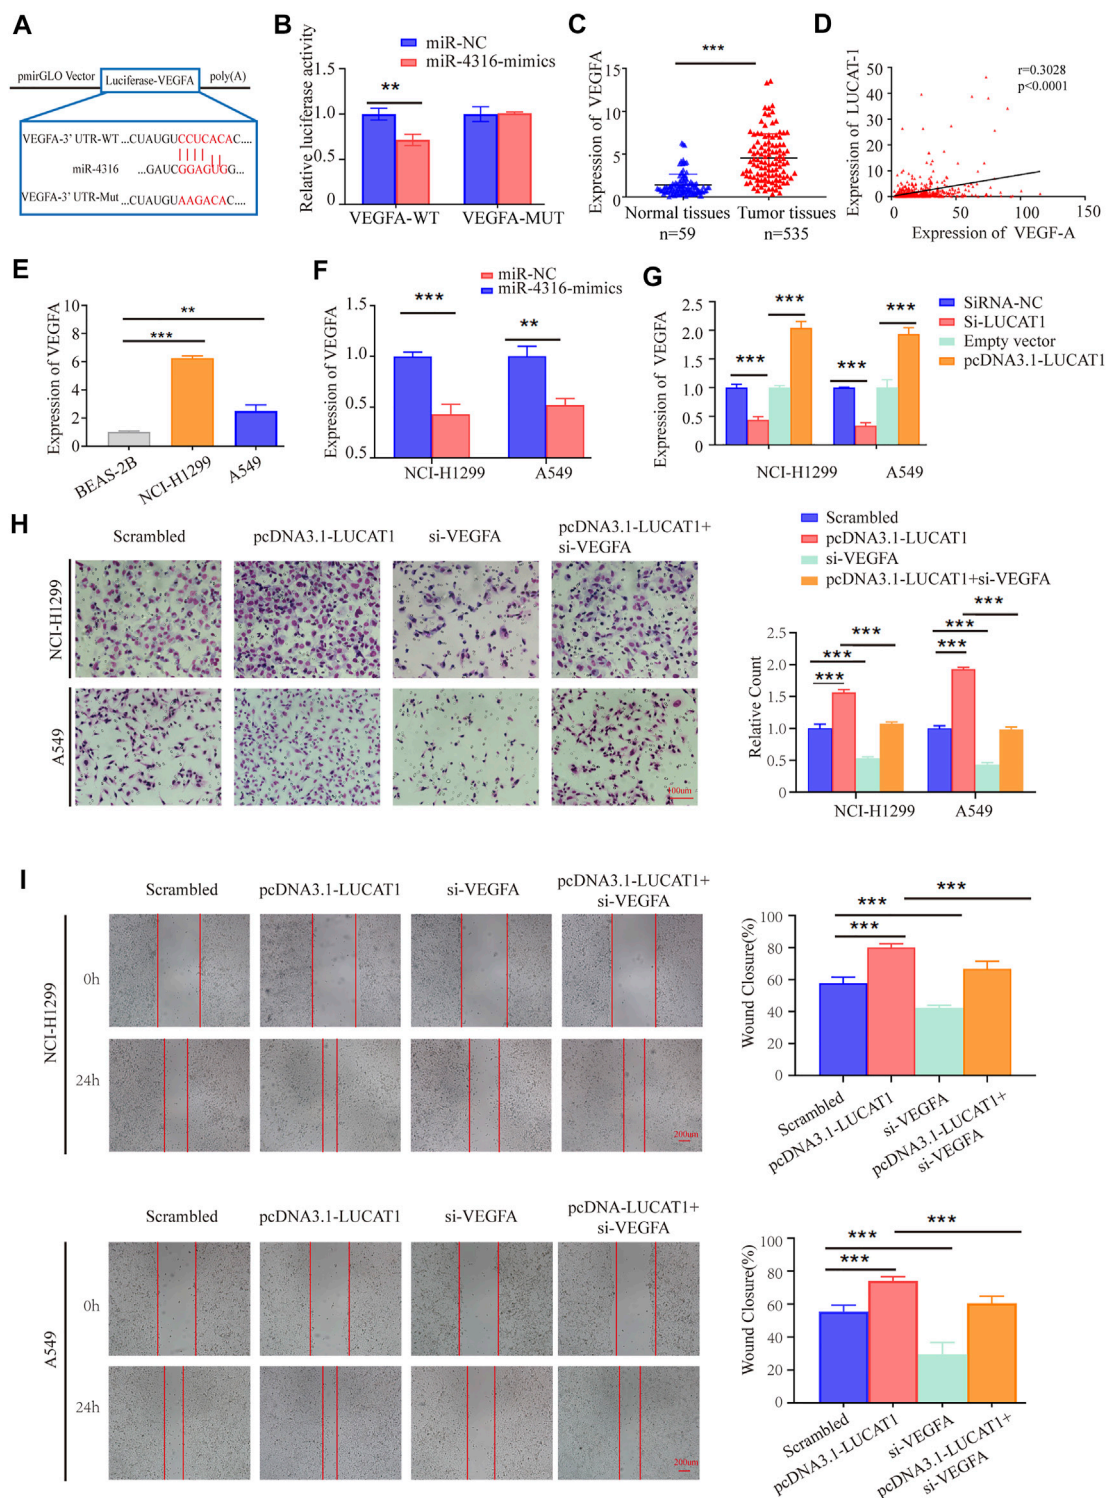 A
pmirGLO Vector
Luciferase-VEGFA
poly(A)
VEGFA-3' UTR-WT ...CUAUGUCCUCACAC....
miR-4316 ...GAUCGGAGUGG...
VEGFA-3' UTR-Mut ...CUAUGUAAGACAC....
B
miR-NC
miR-4316-mimics
Relative luciferase activity
1.5
1.0
0.5
0
**
VEGFA-WT
VEGFA-MUT
C
***
Expression of VEGFA
15
10
5
0
Normal tissues
Tumor tissues
n=59
n=535
D
r=0.3028
p<0.0001
Expression of LUCAT-1
50
40
30
20
10
0
0
50
100
150
Expression of VEGF-A
E
Expression of VEGFA
10
8
6
4
2
0
**
***
BEAS-2B
NCI-H1299
A549
F
miR-NC
miR-4316-mimics
Expression of VEGFA
1.5
1.0
0.5
0.5
***
**
NCI-H1299
A549
G
SiRNA-NC
Si-LUCAT1
Empty vector
pcDNA3.1-LUCAT1
Expression of VEGFA
2.5
2.0
1.5
1.0
0.5
0
***
***
***
***
NCI-H1299
A549
H
Scrambled
pcDNA3.1-LUCAT1
si-VEGFA
pcDNA3.1-LUCAT1+
si-VEGFA
NCI-H1299
A549
100um
Scrambled
pcDNA3.1-LUCAT1
si-VEGFA
pcDNA3.1-LUCAT1+si-VEGFA
Relative Count
2.5
2.0
1.5
1.0
0.5
0
***
***
***
***
***
***
NCI-H1299
A549
I
Scrambled
pcDNA3.1-LUCAT1
si-VEGFA
pcDNA3.1-LUCAT1+
si-VEGFA
NCI-H1299
0h
24h
200um
Wound Closure(%)
100
80
60
40
20
0
***
***
***
Scrambled
pcDNA3.1-LUCAT1
si-VEGFA
pcDNA3.1-LUCAT1+
si-VEGFA
Scrambled
pcDNA3.1-LUCAT1
si-VEGFA
pcDNA-LUCAT1+
si-VEGFA
A549
0h
24h
200um
Wound Closure(%)
100
80
60
40
20
0
***
***
***
Scrambled
pcDNA3.1-LUCAT1
si-VEGFA
pcDNA3.1-LUCAT1+
si-VEGFA